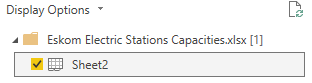 Display Options
Eskom Electric Stations Capacities.xlsx [1]
Sheet2